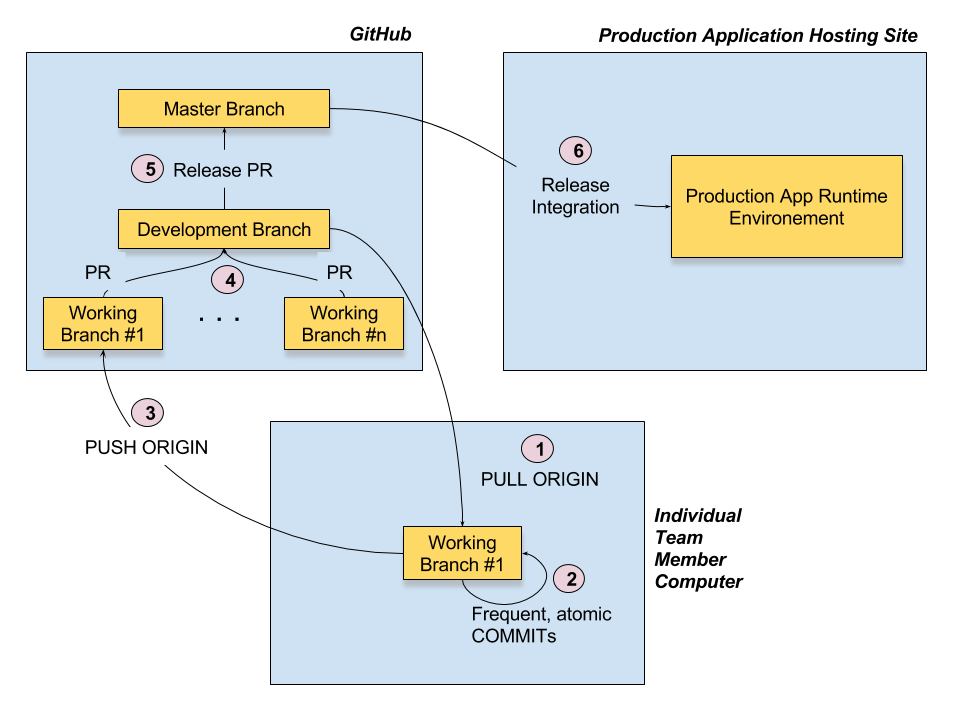 GitHub
Production Application Hosting Site
Master Branch
5
Release PR
Development Branch
PR
4
PR
Working
Branch #1
. . .
Working
Branch #n
6
Release
Integration
Production App Runtime
Environement
3
PUSH ORIGIN
1
PULL ORIGIN
Working
Branch #1
2
Frequent, atomic
COMMITs
Individual
Team
Member
Computer